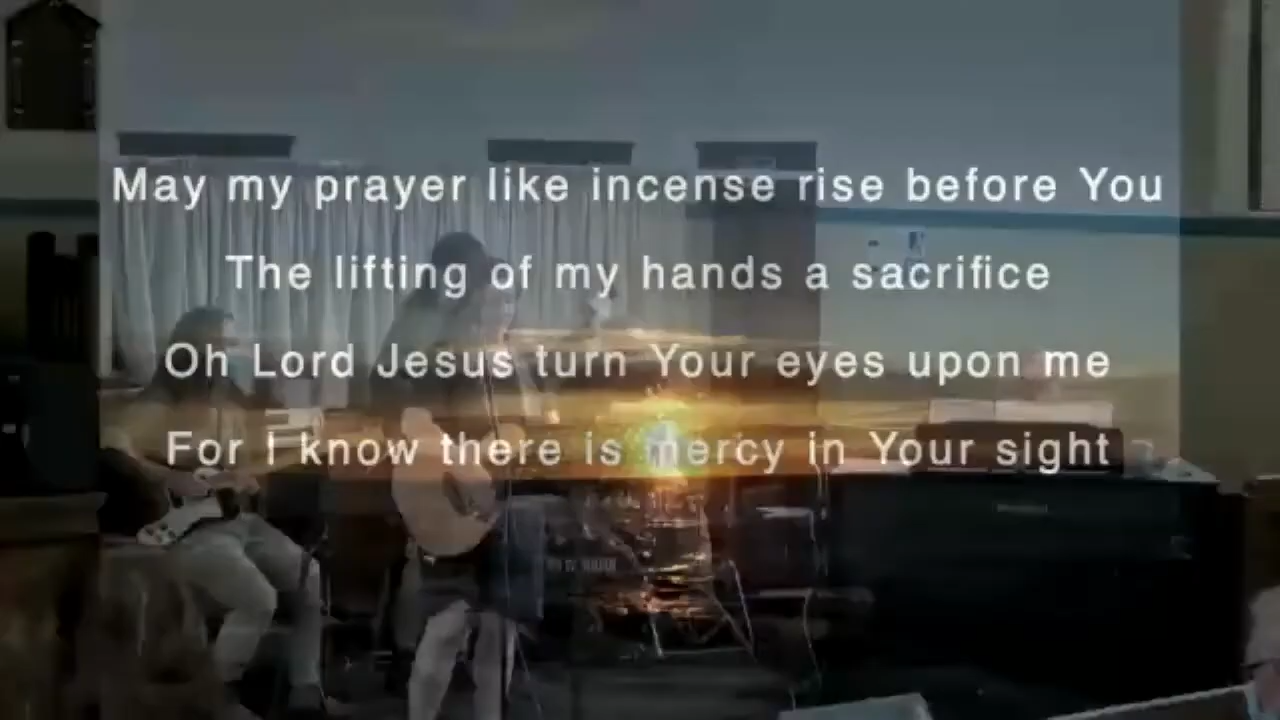 May my prayer like incense rise before You
The lifting of my hands a sacrifice
Oh Lord Jesus turn Your eyes upon me
For I know there is mercy in Your sight